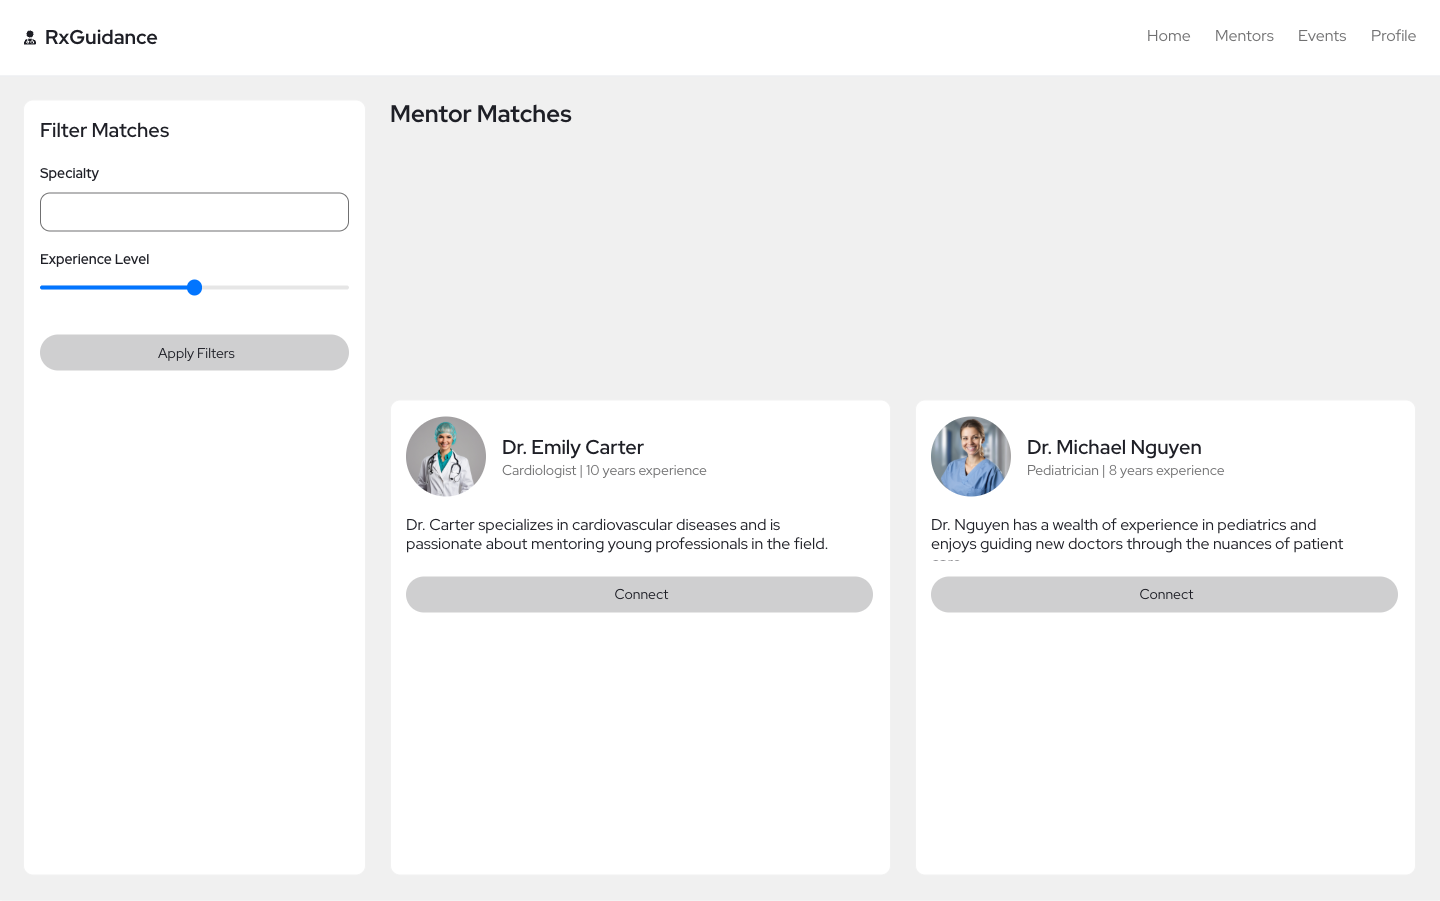 RxGuidance
Home Mentors Events Profile
Filter Matches
Specialty
Experience Level
Apply Filters
Mentor Matches
Dr. Emily Carter
Cardiologist | 10 years experience
Dr. Carter specializes in cardiovascular diseases and is
passionate about mentoring young professionals in the field.
Connect
Dr. Michael Nguyen
Pediatrician | 8 years experience
Dr. Nguyen has a wealth of experience in pediatrics and
enjoys guiding new doctors through the nuances of patient
Connect